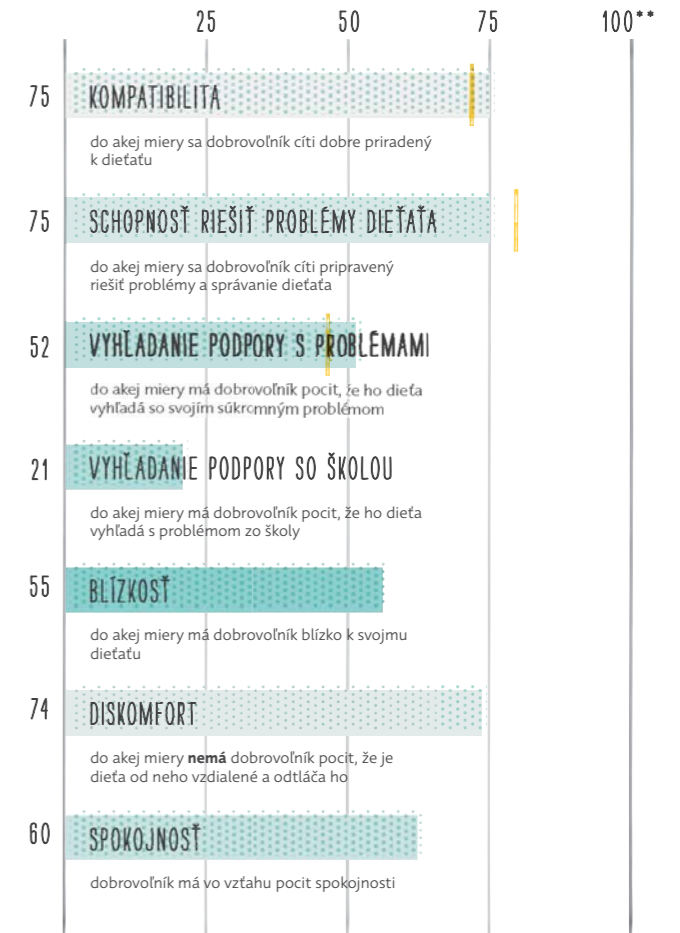 25 50 75 100**
75 KOMPATIBILITA
do akej miery sa dobrovoľník cíti dobre priradený
k dieťaťu
75 SCHOPNOSŤ RIEŠIŤ PROBLÉMY DIEŤAŤA
do akej miery sa dobrovoľník cíti pripravený
riešiť problémy a správanie dieťaťa
52 VYHĽADANIE PODPORY S PROBLÉMAMI
do akej miery má dobrovoľník pocit, že ho dieťa
vyhľadá so svojím súkromným problémom
21 VYHĽADANIE PODPORY SO ŠKOLOU
do akej miery má dobrovoľník pocit, že ho dieťa
vyhľadá s problémom zo školy
55 BLÍZKOSŤ
do akej miery má dobrovoľník blízko k svojmu
dieťaťu
74 DISKOMFORT
do akej miery nemá dobrovoľník pocit, že je
dieťa od neho vzdialené a odtláča ho
60 SPOKOJNOSŤ
dobrovoľník má vo vzťahu pocit spokojnosti